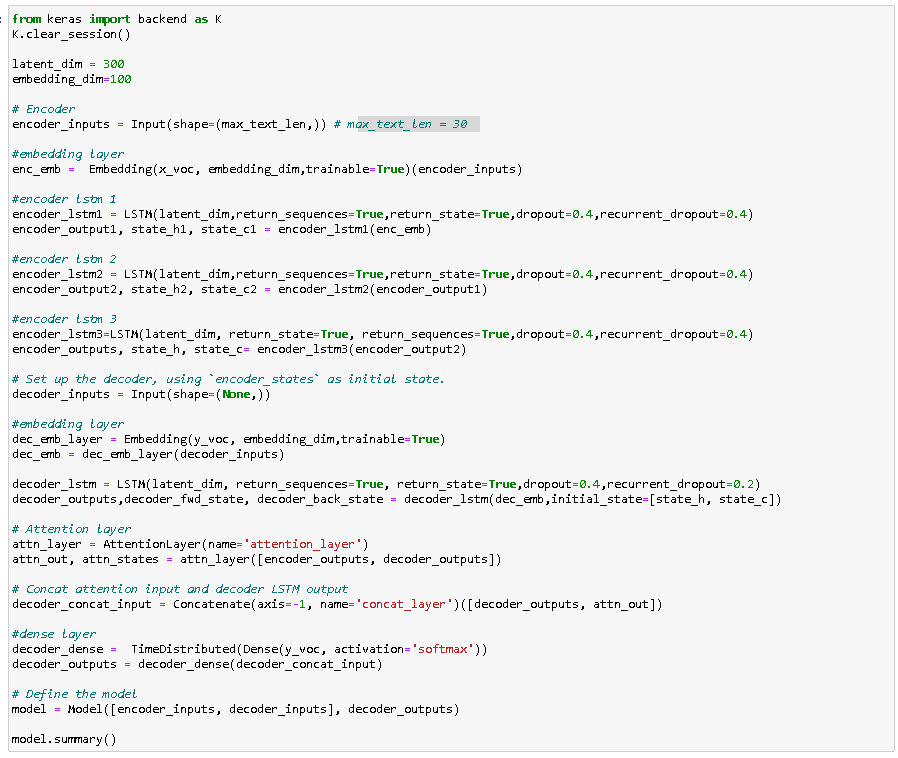 from keras import backend as K
K.clear_session()
latent_dim = 300
embedding_dim=100
# Encoder
encoder_inputs = Input(shape=(max_text_len,)) # max_text_len = 30
#embedding layer
enc_emb =  Embedding(x_voc, embedding_dim,trainable=True)(encoder_inputs)
#encoder lstm 1
encoder_lstm1 = LSTM(latent_dim,return_sequences=True,return_state=True,dropout=0.4,recurrent_dropout=0.4)
encoder_output1, state_h1, state_c1 = encoder_lstm1(enc_emb)
#encoder lstm 2
encoder_lstm2 = LSTM(latent_dim,return_sequences=True,return_state=True,dropout=0.4,recurrent_dropout=0.4)
encoder_output2, state_h2, state_c2 = encoder_lstm2(encoder_output1)
#encoder lstm 3
encoder_lstm3=LSTM(latent_dim, return_state=True, return_sequences=True,dropout=0.4,recurrent_dropout=0.4)
encoder_outputs, state_h, state_c= encoder_lstm3(encoder_output2)
# Set up the decoder, using `encoder_states` as initial state.
decoder_inputs = Input(shape=(None,))
#embedding layer
dec_emb_layer = Embedding(y_voc, embedding_dim,trainable=True)
dec_emb = dec_emb_layer(decoder_inputs)
decoder_lstm = LSTM(latent_dim, return_sequences=True, return_state=True,dropout=0.4,recurrent_dropout=0.2)
decoder_outputs,decoder_fwd_state, decoder_back_state = decoder_lstm(dec_emb,initial_state=[state_h, state_c])
# Attention layer
attn_layer = AttentionLayer(name='attention_layer')
attn_out, attn_states = attn_layer([encoder_outputs, decoder_outputs])
# Concat attention input and decoder LSTM output
decoder_concat_input = Concatenate(axis=-1, name='concat_layer')([decoder_outputs, attn_out])
#dense layer
decoder_dense =  TimeDistributed(Dense(y_voc, activation='softmax'))
decoder_outputs = decoder_dense(decoder_concat_input)
# Define the model
model = Model([encoder_inputs, decoder_inputs], decoder_outputs)
model.summary()